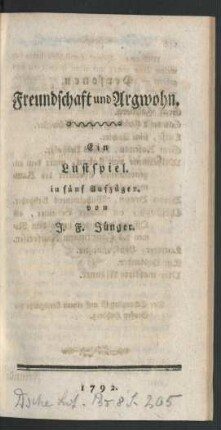 Freundschaft und Argwohn.
Ein
Lustspiel
in fünf Aufzügen.
von
J. F. Jünger.
1792.